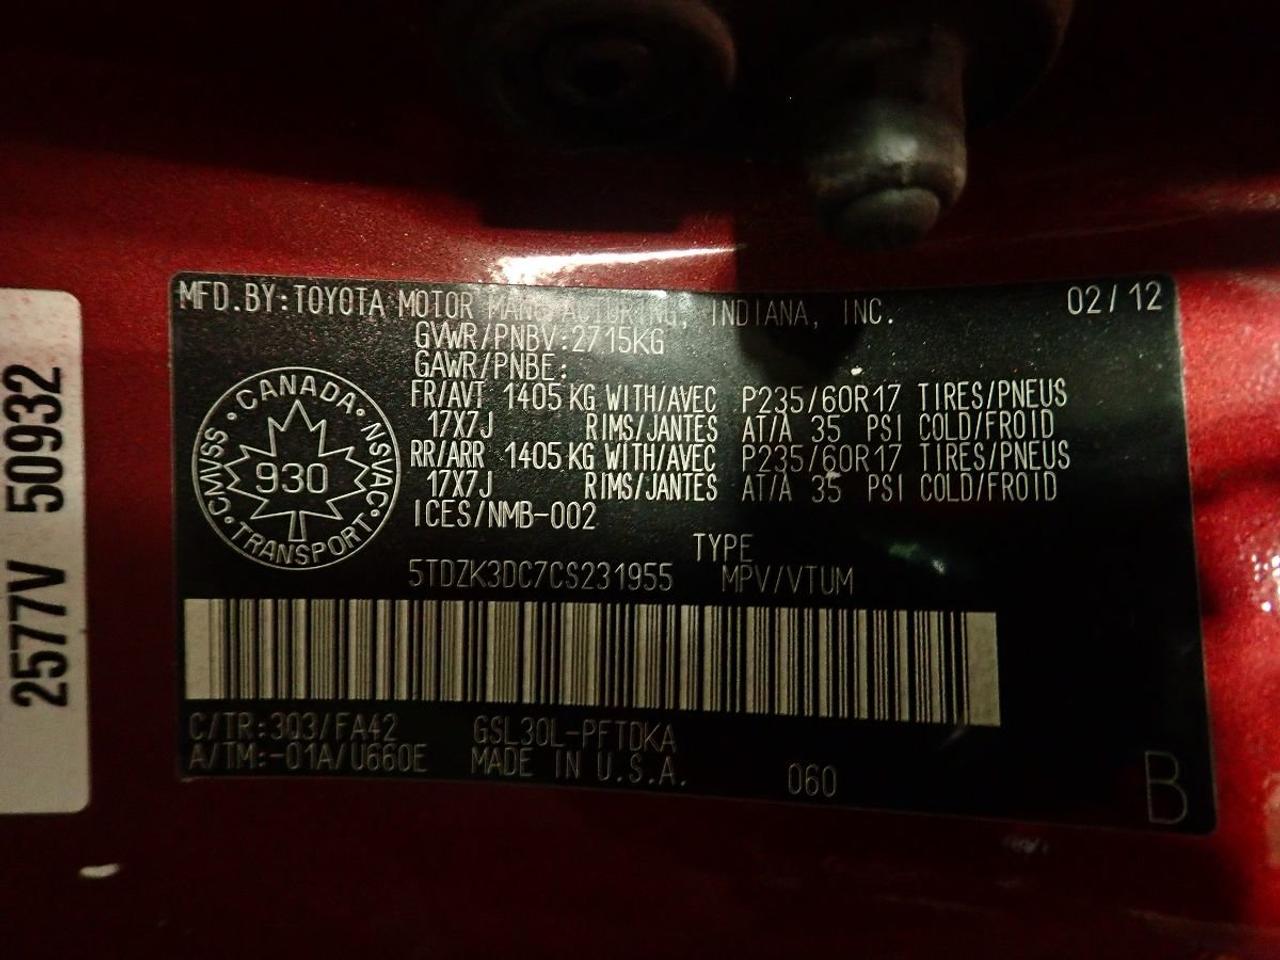 MFD.BY:TOYOTA MOTOR MANUFACTURING, INDIANA, INC. 02/12
GVWR/PNBV:2715KG
GAWR/PNBE:
FR/AVT 1405 KG WITH/AVEC P235/60R17 TIRES/PNEUS
17X7J RIMS/JANTES AT/A 35 PSI COLD/FROID
RR/ARR 1405 KG WITH/AVEC P235/60R17 TIRES/PNEUS
17X7J RIMS/JANTES AT/A 35 PSI COLD/FROID
ICES/NMB-002
CANADA • NSVAC • TRANSPORT • CMVSS •
930
TYPE
5TDZK3DC7CS231955 MPV/VTUM
C/TR:303/FA42 GSL30L-PFTDKA
A/TM:-01A/U660E MADE IN U.S.A. 060
B
2577V 50932